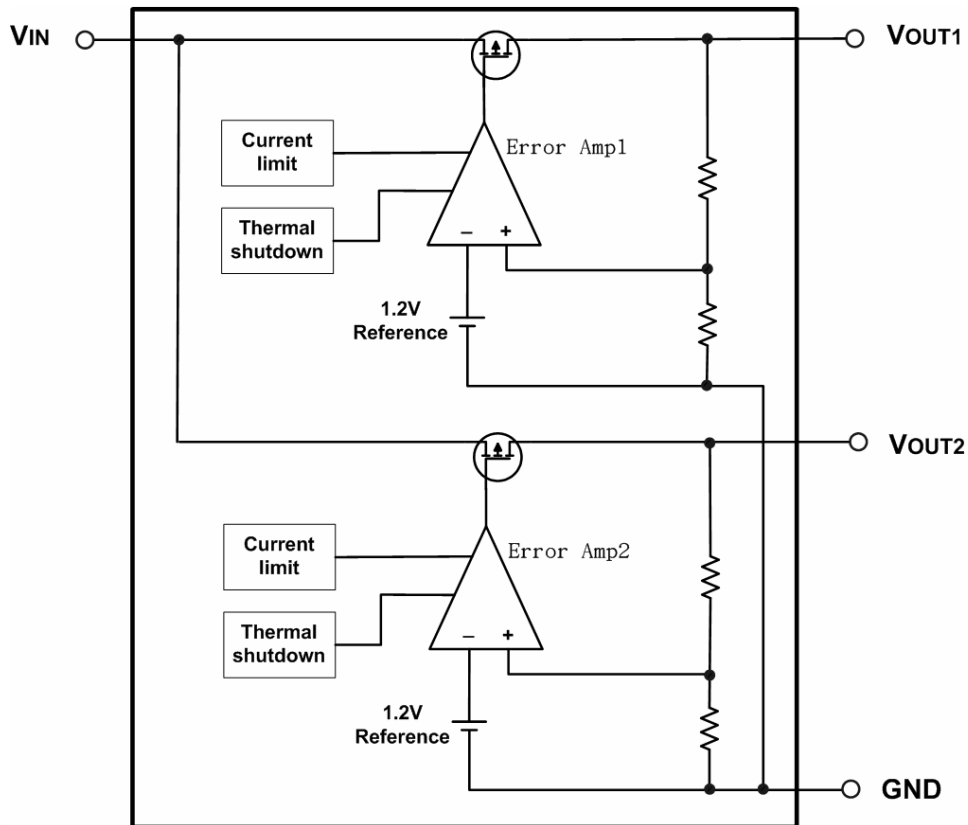 VIN
VOUT1
Current
limit
Error Amp1
Thermal
shutdown
– +
1.2V
Reference
VOUT2
Current
limit
Error Amp2
Thermal
shutdown
– +
1.2V
Reference
GND